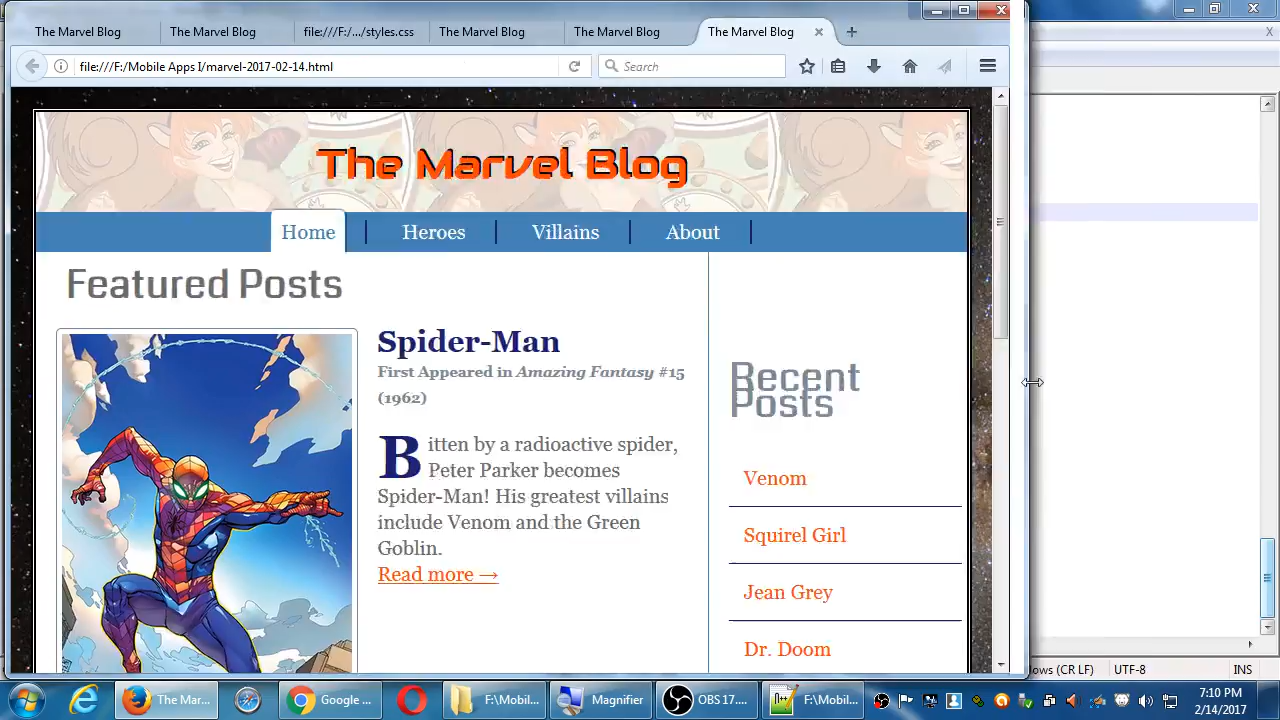 The Marvel Blog
The Marvel Blog
file:///F:/.../styles.css
The Marvel Blog
The Marvel Blog
The Marvel Blog
file:///F:/Mobile Apps I/marvel-2017-02-14.html
Search
The Marvel Blog
Home
Heroes
Villains
About
Featured Posts
Spider-Man
First Appeared in Amazing Fantasy #15
(1962)
Bitten by a radioactive spider,
Peter Parker becomes
Spider-Man! His greatest villains
include Venom and the Green
Goblin.
Read more →
Recent
Posts
Venom
Squirel Girl
Jean Grey
Dr. Doom
(CR LF)
UTF-8
INS
The Mar...
Google ...
F:\Mobil...
Magnifier
OBS 17....
F:\Mobil...
7:10 PM
2/14/2017